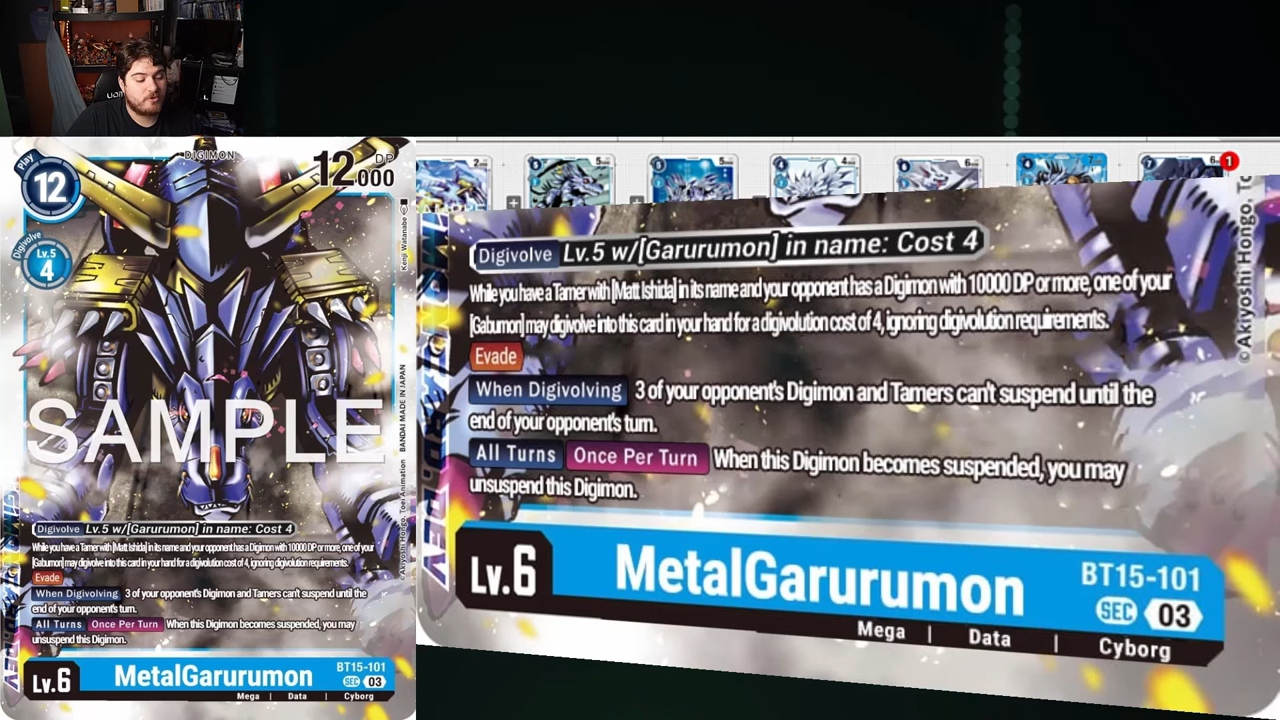 DIGIMON
Play
12
12000 DP
Digivolve
Lv.5
4
SAMPLE
Digivolve Lv.5 w/[Garurumon] in name: Cost 4
While you have a Tamer with [Matt Ishida] in its name and your opponent has a Digimon with 10000 DP or more, one of your
[Gabumon] may digivolve into this card in your hand for a digivolution cost of 4, ignoring digivolution requirements.
Evade
When Digivolving 3 of your opponent's Digimon and Tamers can't suspend until the
end of your opponent's turn.
All Turns Once Per Turn When this Digimon becomes suspended, you may
unsuspend this Digimon.
Lv.6 MetalGarurumon BT15-101
SEC 03
Mega | Data | Cyborg
Kenji Watanabe
BANDAI MADE IN JAPAN
©Akiyoshi Hongo, Toei Animation
1
Digivolve Lv.5 w/[Garurumon] in name: Cost 4
While you have a Tamer with [Matt Ishida] in its name and your opponent has a Digimon with 10000 DP or more, one of your
[Gabumon] may digivolve into this card in your hand for a digivolution cost of 4, ignoring digivolution requirements.
Evade
When Digivolving 3 of your opponent's Digimon and Tamers can't suspend until the
end of your opponent's turn.
All Turns Once Per Turn When this Digimon becomes suspended, you may
unsuspend this Digimon.
Lv.6 MetalGarurumon BT15-101
SEC 03
Mega | Data | Cyborg
©Akiyoshi Hongo, To